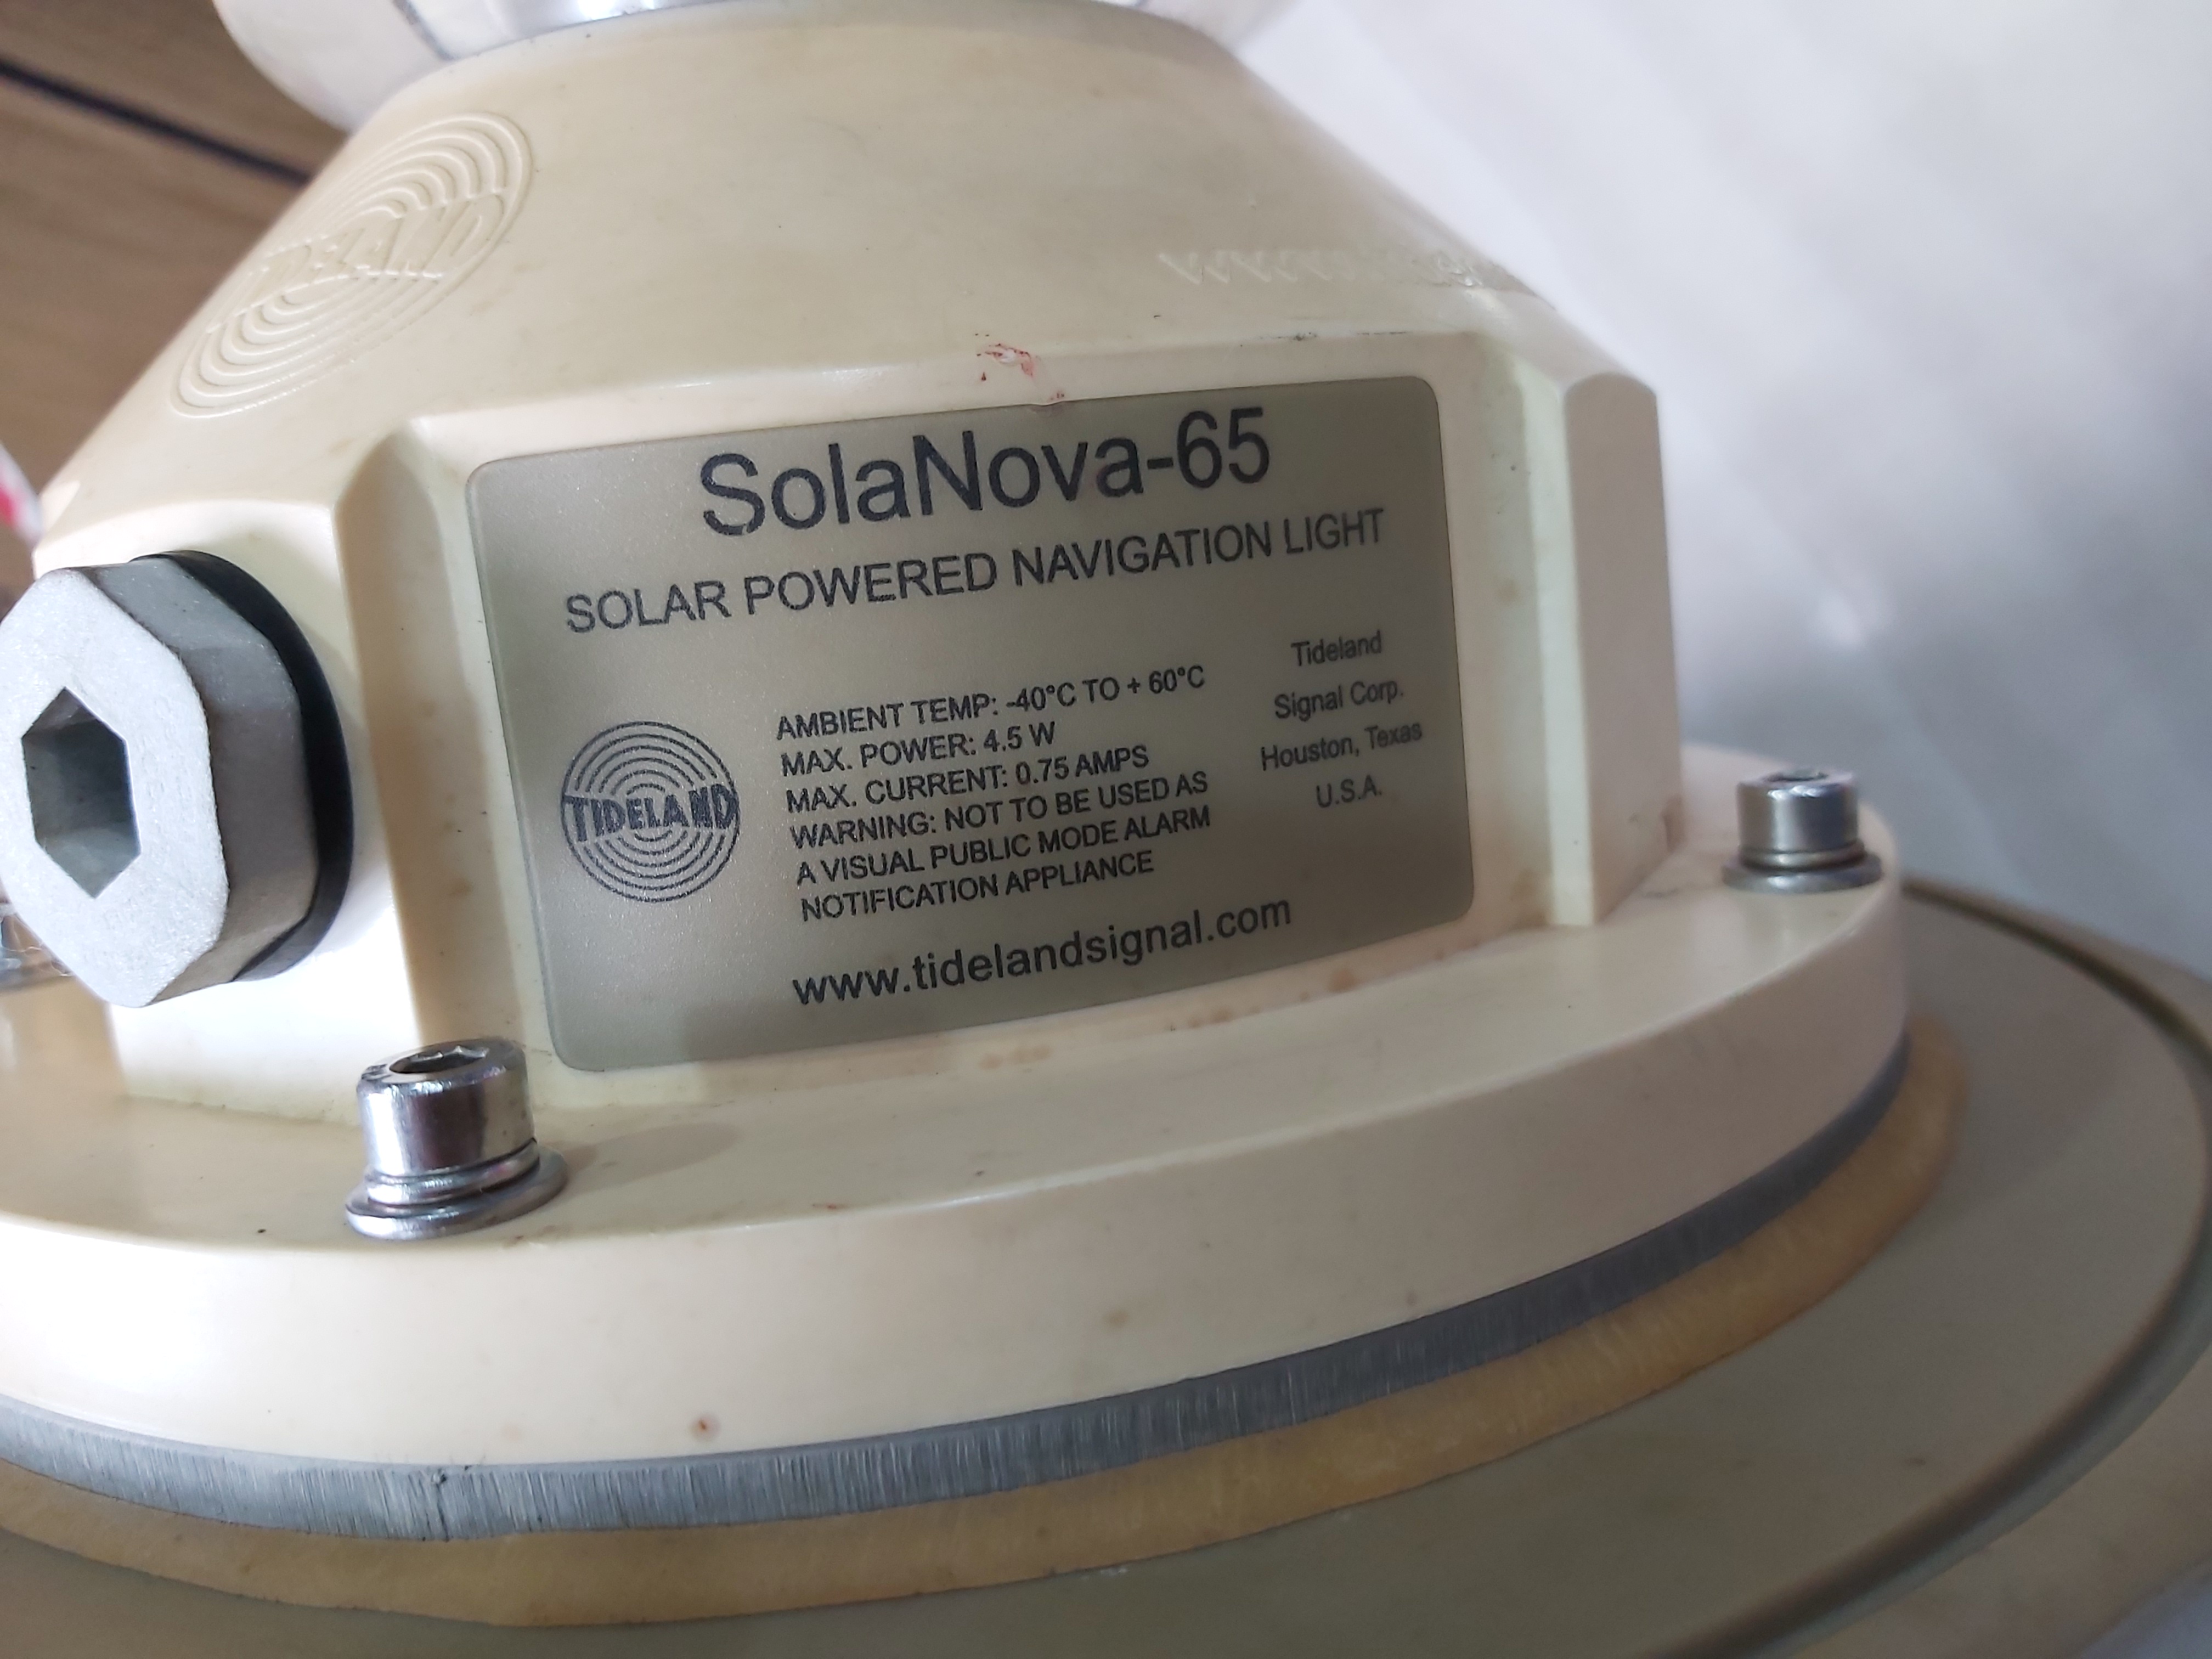 TIDELAND
SolaNova-65
SOLAR POWERED NAVIGATION LIGHT
TIDELAND
AMBIENT TEMP: -40°C TO + 60°C
MAX. POWER: 4.5 W
MAX. CURRENT: 0.75 AMPS
WARNING: NOT TO BE USED AS
A VISUAL PUBLIC MODE ALARM
NOTIFICATION APPLIANCE
Tideland
Signal Corp.
Houston, Texas
U.S.A.
www.tidelandsignal.com